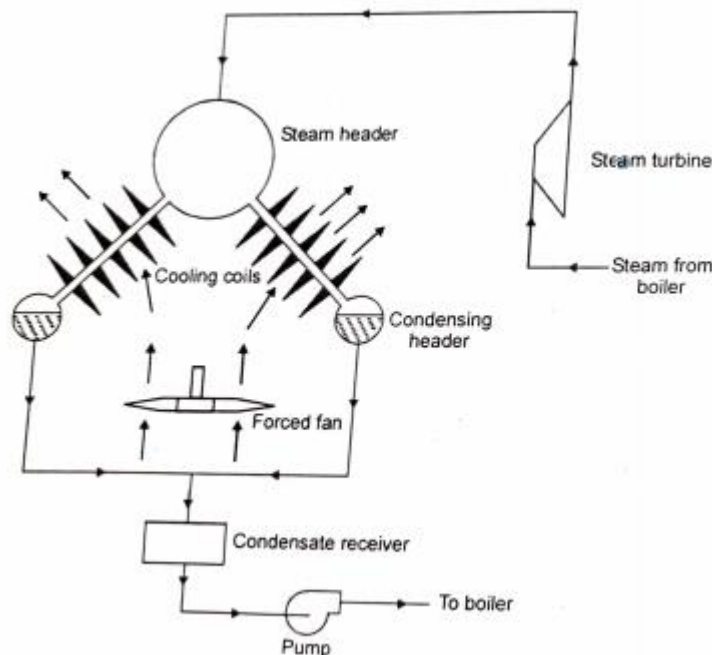 Steam header
Steam turbine
Steam from
boiler
Cooling coils
Condensing
header
Forced fan
Condensate receiver
To boiler
Pump